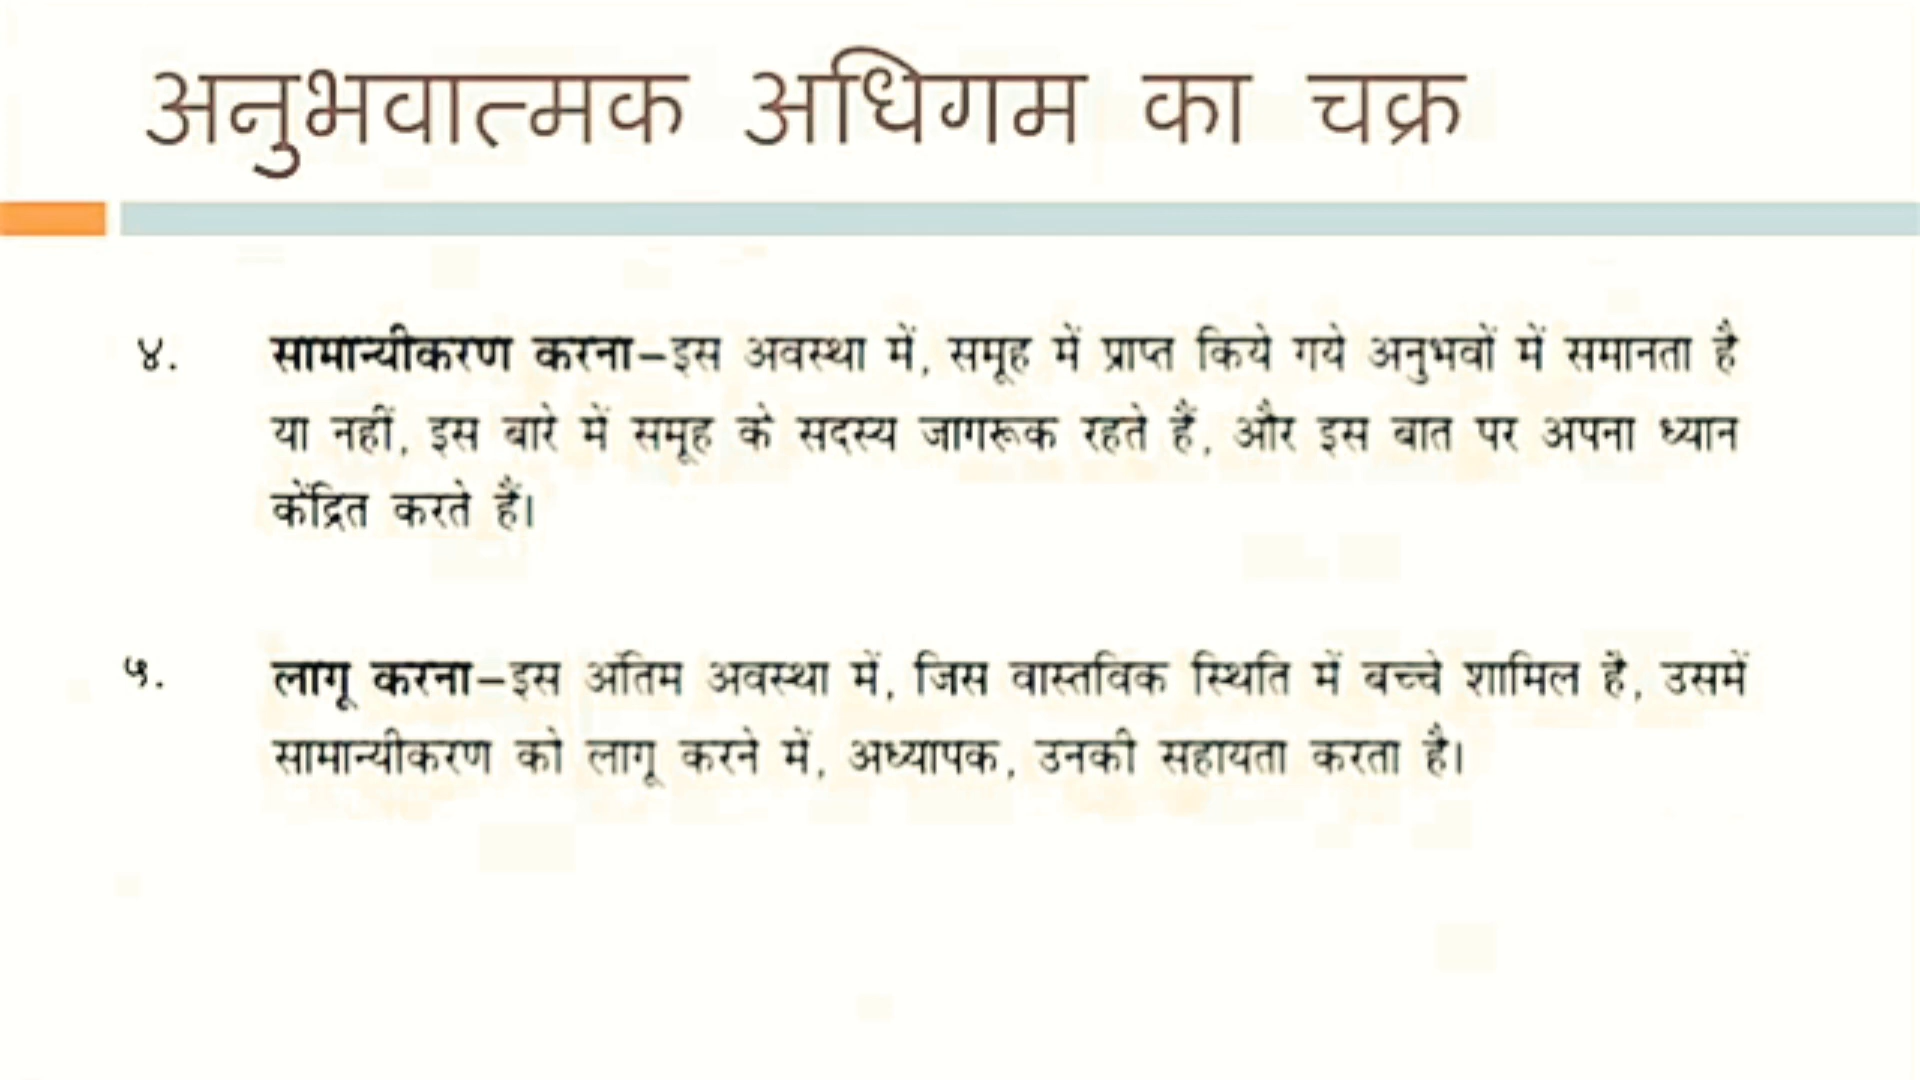 अनुभवात्मक अधिगम का चक्र
४. सामान्यीकरण करना–इस अवस्था में, समूह में प्राप्त किये गये अनुभवों में समानता है
या नहीं, इस बारे में समूह के सदस्य जागरूक रहते हैं, और इस बात पर अपना ध्यान
केंद्रित करते हैं।
५. लागू करना–इस अंतिम अवस्था में, जिस वास्तविक स्थिति में बच्चे शामिल है, उसमें
सामान्यीकरण को लागू करने में, अध्यापक, उनकी सहायता करता है।